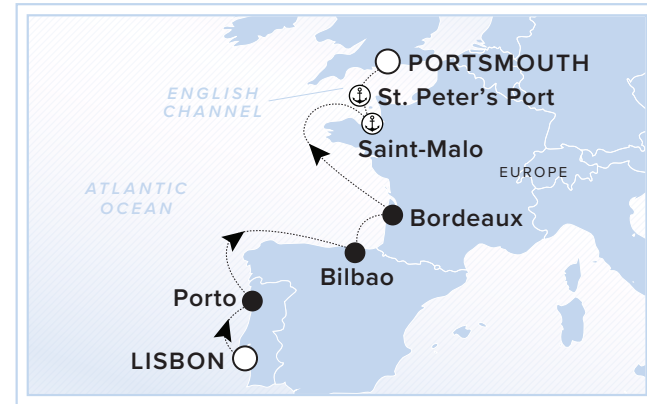 PORTSMOUTH
ENGLISH
CHANNEL
St. Peter's Port
Saint-Malo
EUROPE
ATLANTIC
OCEAN
Bordeaux
Bilbao
Porto
LISBON